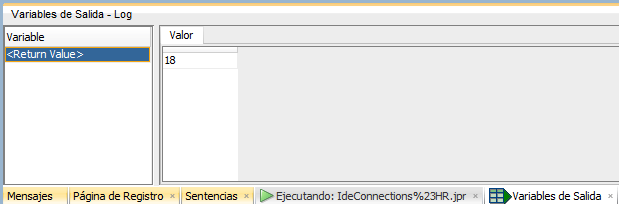 Variables de Salida - Log
Variable
<Return Value>
Valor
18
Mensajes
Página de Registro
Sentencias
Ejecutando: IdeConnections%23HR.jpr
Variables de Salida